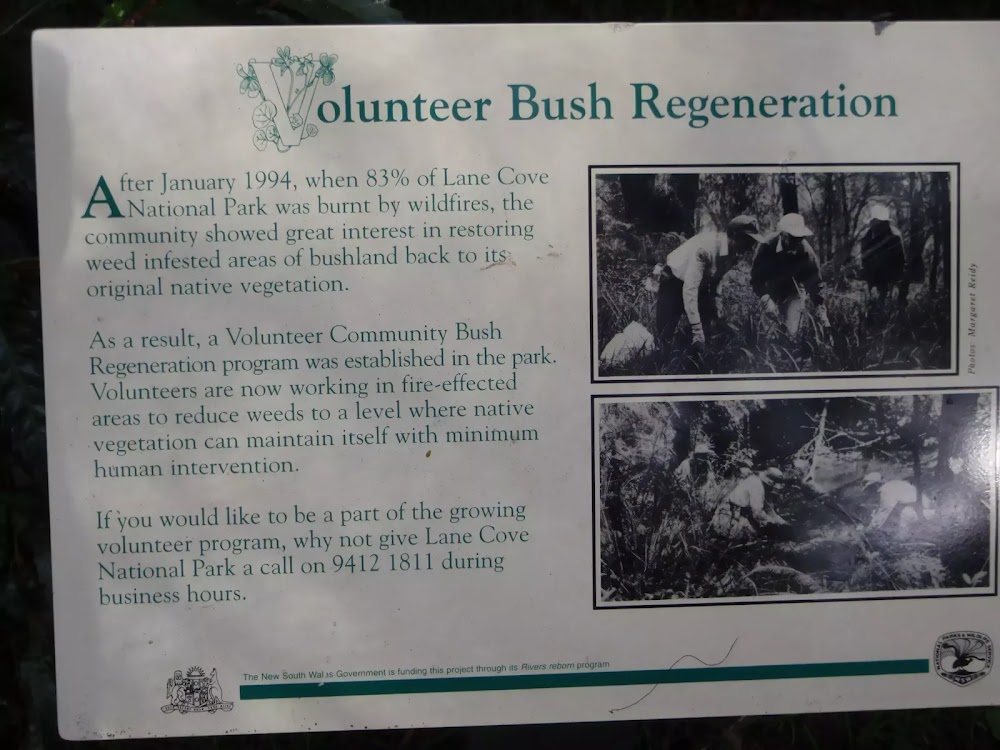 Volunteer Bush Regeneration
After January 1994, when 83% of Lane Cove
National Park was burnt by wildfires, the
community showed great interest in restoring
weed infested areas of bushland back to its
original native vegetation.
As a result, a Volunteer Community Bush
Regeneration program was established in the park.
Volunteers are now working in fire-effected
areas to reduce weeds to a level where native
vegetation can maintain itself with minimum
human intervention.
If you would like to be a part of the growing
volunteer program, why not give Lane Cove
National Park a call on 9412 1811 during
business hours.
Photos: Margaret Reidy
The New South Wales Government is funding this project through its Rivers reborn program
NATIONAL PARKS & WILDLIFE SERVICE